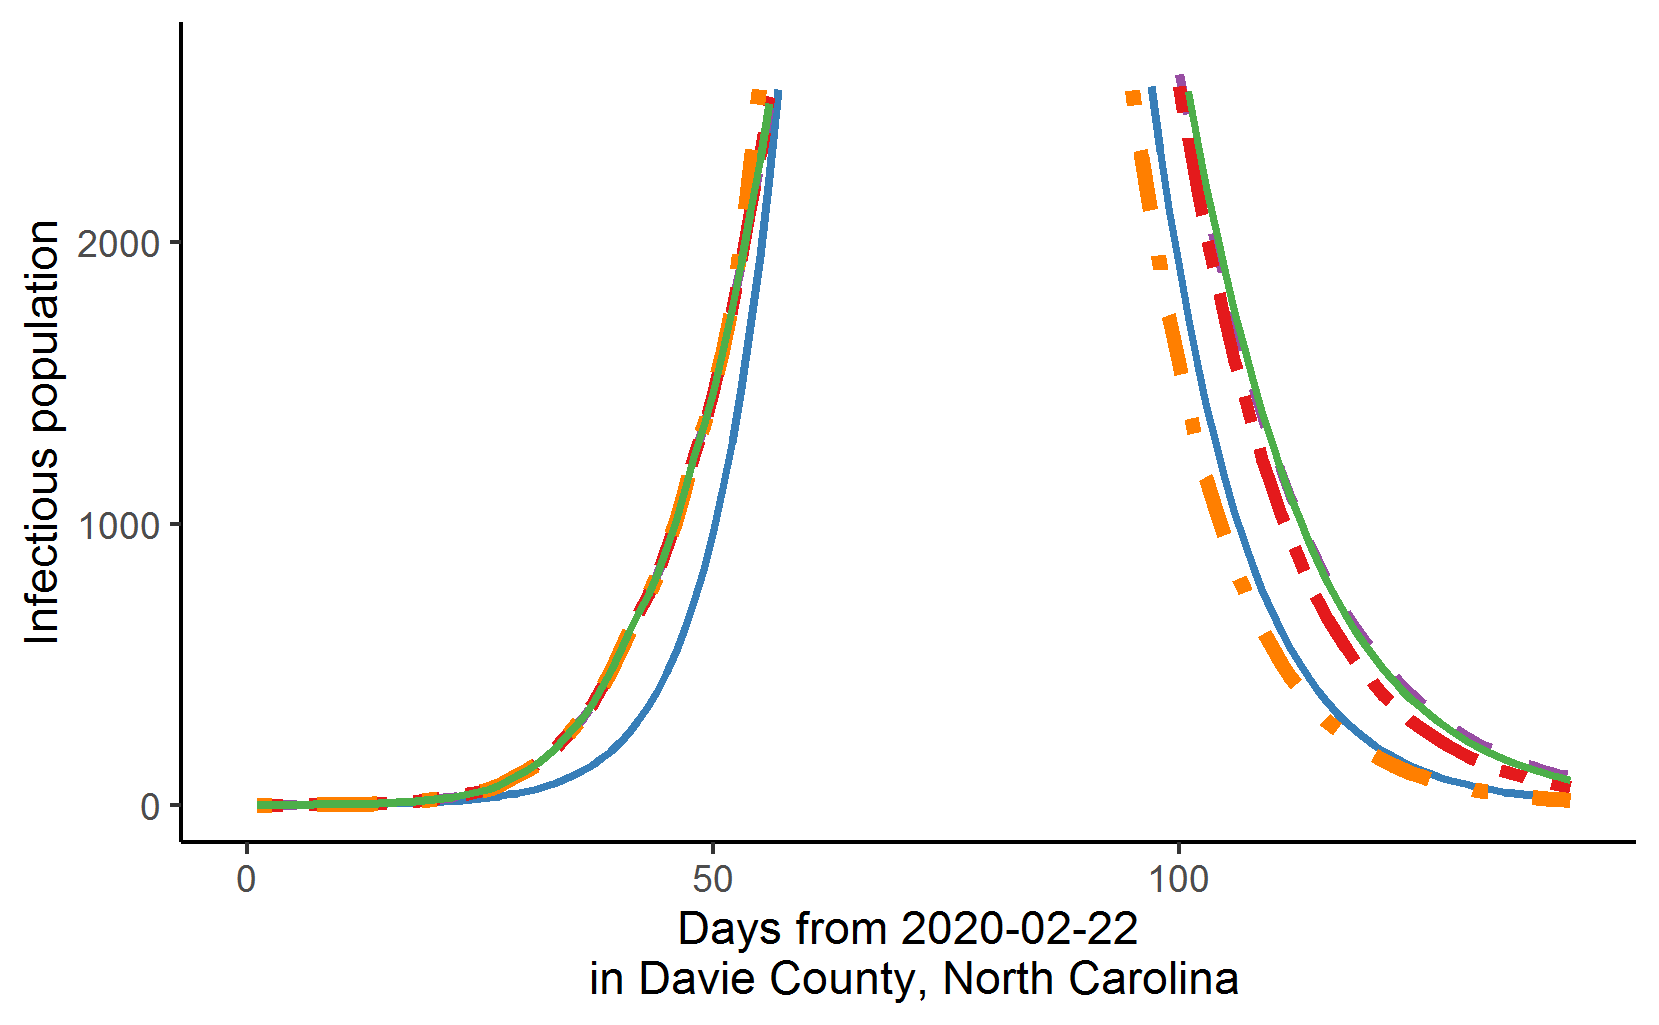 Infectious population
2000
1000
0
0 50 100
Days from 2020-02-22
in Davie County, North Carolina